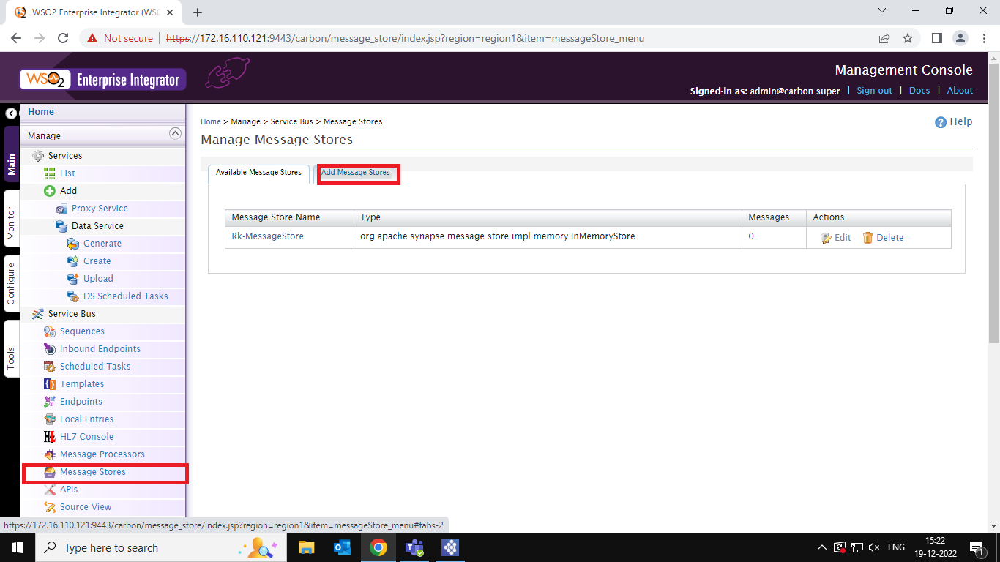 WSO2 Enterprise Integrator (WSO
Not secure
https://172.16.110.121:9443/carbon/message_store/index.jsp?region=region1&item=messageStore_menu
WSO2 Enterprise Integrator
Management Console
Signed-in as: admin@carbon.super | Sign-out | Docs | About
Main
Monitor
Configure
Tools
Home
Manage
Services
List
Add
Proxy Service
Data Service
Generate
Create
Upload
DS Scheduled Tasks
Service Bus
Sequences
Inbound Endpoints
Scheduled Tasks
Templates
Endpoints
Local Entries
HL7 Console
Message Processors
Message Stores
APIs
Source View
Home > Manage > Service Bus > Message Stores
Help
Manage Message Stores
Available Message Stores
Add Message Stores
Message Store Name Type Messages Actions
Rk-MessageStore org.apache.synapse.message.store.impl.memory.InMemoryStore 0 Edit Delete
https://172.16.110.121:9443/carbon/message_store/index.jsp?region=region1&item=messageStore_menu#tabs-2
Type here to search
ENG
15:22
19-12-2022
1